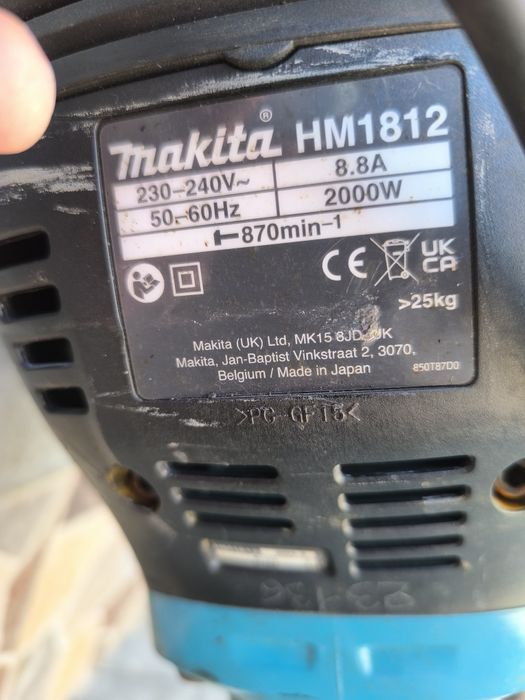 makita® HM1812
230-240V~ 8.8A
50-60Hz 2000W
870min-1
CE UK CA
>25kg
Makita (UK) Ltd, MK15 8JD, UK
Makita, Jan-Baptist Vinkstraat 2, 3070,
Belgium / Made in Japan 850T87D0
>PC-GF15<